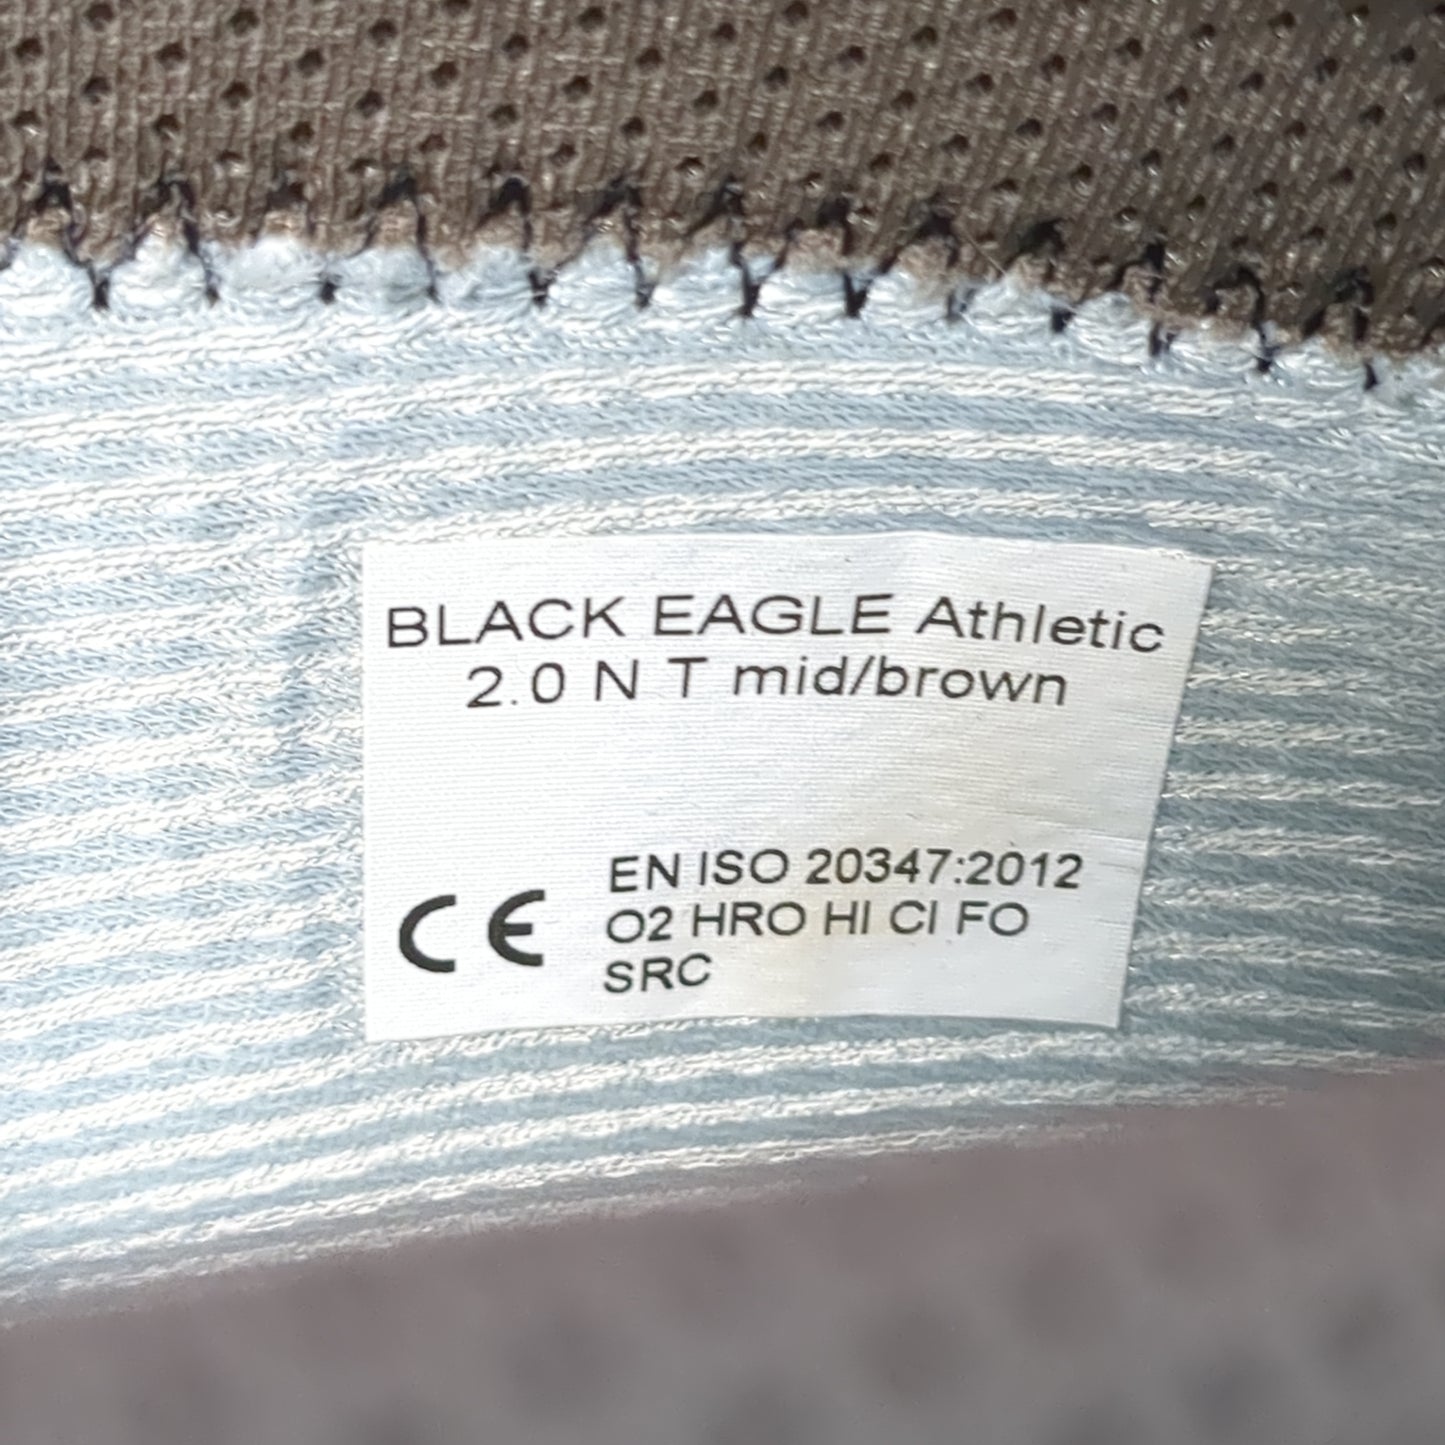 BLACK EAGLE Athletic
2.0 N T mid/brown
EN ISO 20347:2012
CE O2 HRO HI CI FO
SRC